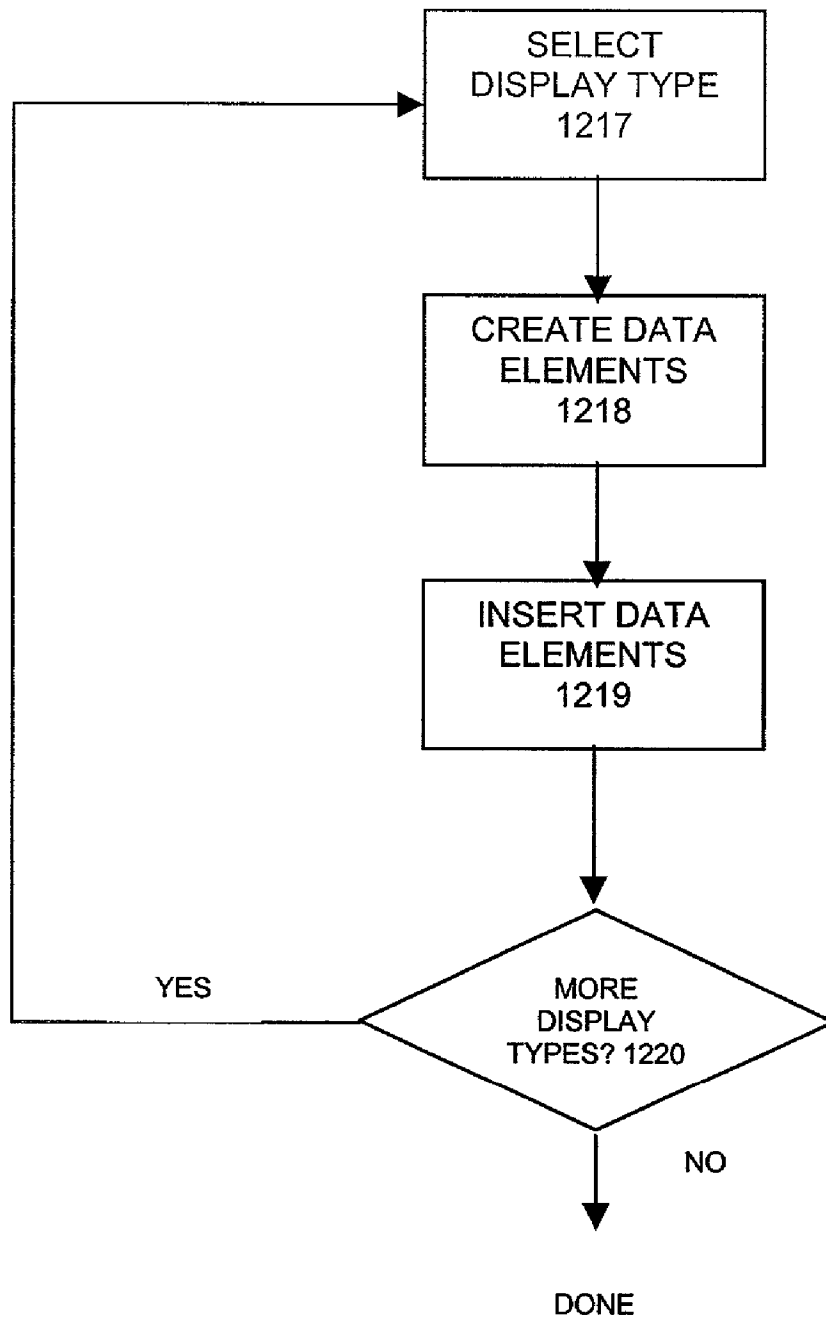 SELECT
DISPLAY TYPE
1217
CREATE DATA
ELEMENTS
1218
INSERT DATA
ELEMENTS
1219
YES
MORE
DISPLAY
TYPES? 1220
NO
DONE